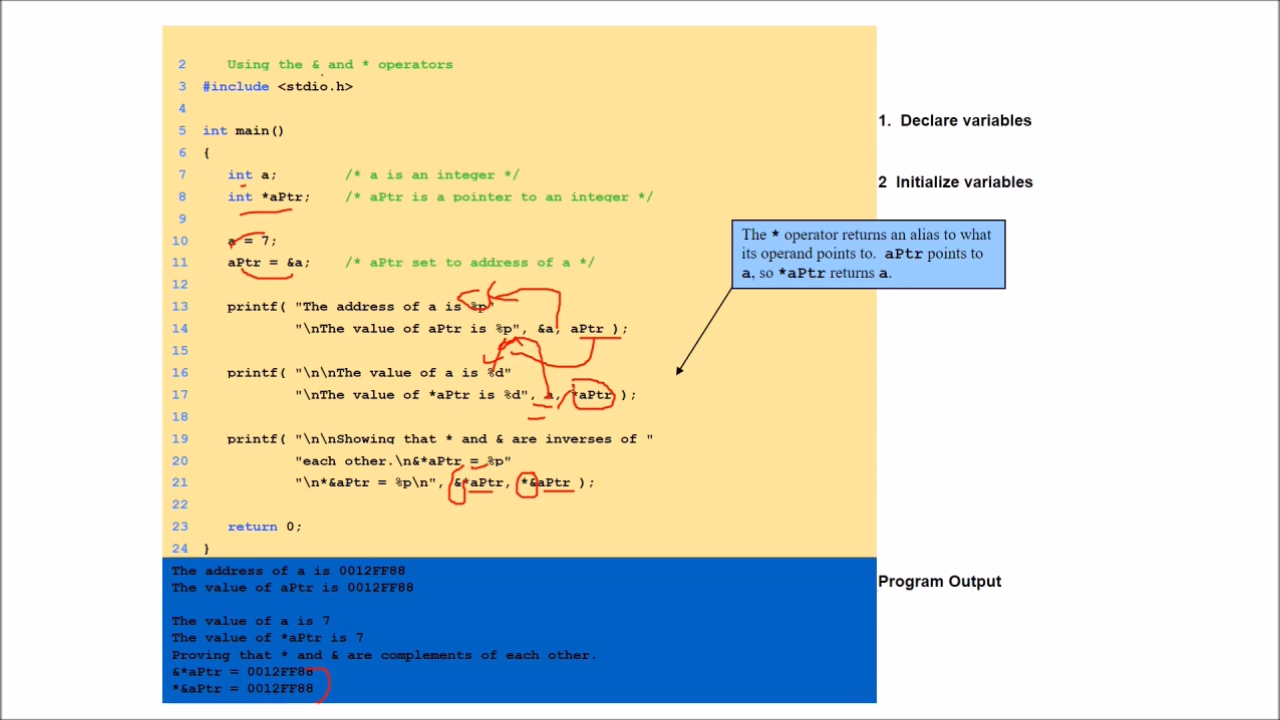 2 Using the & and * operators
3 #include <stdio.h>
4
5 int main()
6 {
7 int a; /* a is an integer */
8 int *aPtr; /* aPtr is a pointer to an integer */
9
10 a = 7;
11 aPtr = &a; /* aPtr set to address of a */
12
13 printf( "The address of a is %p"
14 "\nThe value of aPtr is %p", &a, aPtr );
15
16 printf( "\n\nThe value of a is %d"
17 "\nThe value of *aPtr is %d", a, *aPtr );
18
19 printf( "\n\nShowing that * and & are inverses of "
20 "each other.\n&*aPtr = %p"
21 "\n*&aPtr = %p\n", &*aPtr, *&aPtr );
22
23 return 0;
24 }
The address of a is 0012FF88
The value of aPtr is 0012FF88
The value of a is 7
The value of *aPtr is 7
Proving that * and & are complements of each other.
&*aPtr = 0012FF88
*&aPtr = 0012FF88
1. Declare variables
2 Initialize variables
The * operator returns an alias to what
its operand points to. aPtr points to
a, so *aPtr returns a.
Program Output